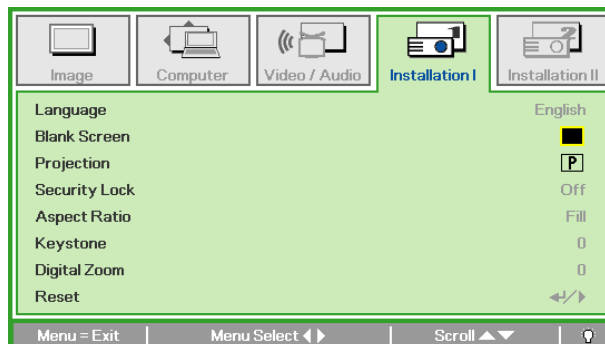 Image Computer Video / Audio Installation I Installation II
Language English
Blank Screen
Projection P
Security Lock Off
Aspect Ratio Fill
Keystone 0
Digital Zoom 0
Reset ↵/▶
Menu = Exit Menu Select ◀▶ Scroll ▲▼